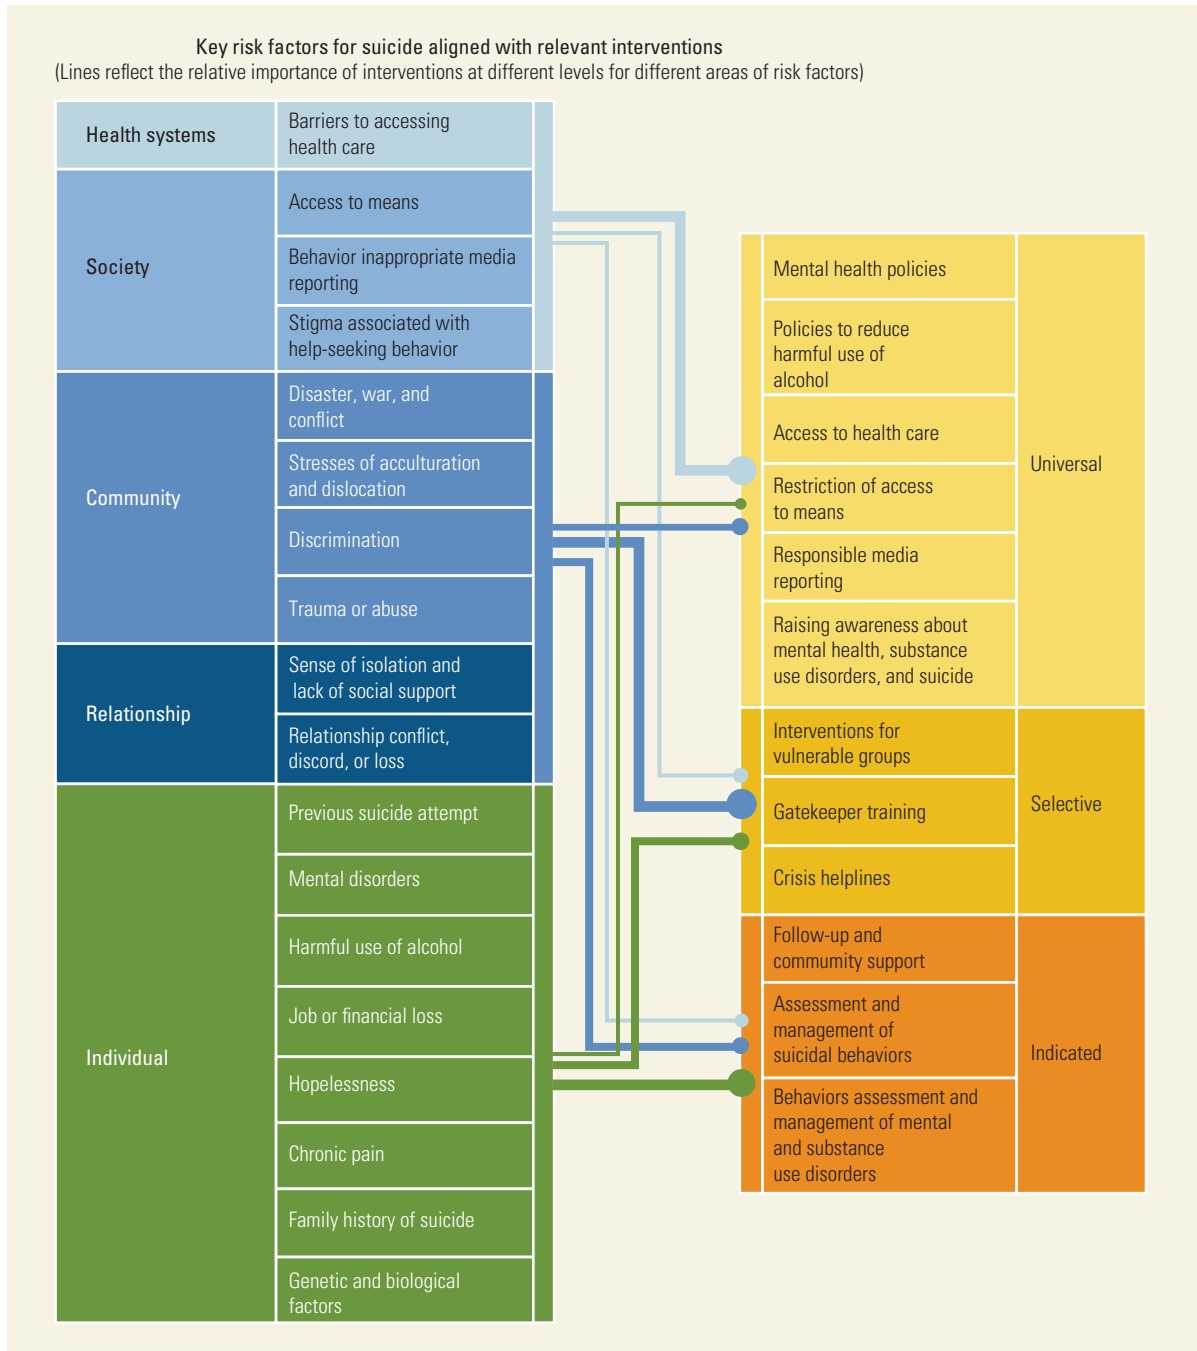 Key risk factors for suicide aligned with relevant interventions
(Lines reflect the relative importance of interventions at different levels for different areas of risk factors)
Health systems
Barriers to accessing
health care
Society
Access to means
Behavior inappropriate media
reporting
Stigma associated with
help-seeking behavior
Community
Disaster, war, and
conflict
Stresses of acculturation
and dislocation
Discrimination
Trauma or abuse
Relationship
Sense of isolation and
lack of social support
Relationship conflict,
discord, or loss
Individual
Previous suicide attempt
Mental disorders
Harmful use of alcohol
Job or financial loss
Hopelessness
Chronic pain
Family history of suicide
Genetic and biological
factors
Mental health policies
Policies to reduce
harmful use of
alcohol
Access to health care
Restriction of access
to means
Responsible media
reporting
Raising awareness about
mental health, substance
use disorders, and suicide
Universal
Interventions for
vulnerable groups
Gatekeeper training
Crisis helplines
Selective
Follow-up and
commumity support
Assessment and
management of
suicidal behaviors
Behaviors assessment and
management of mental
and substance
use disorders
Indicated